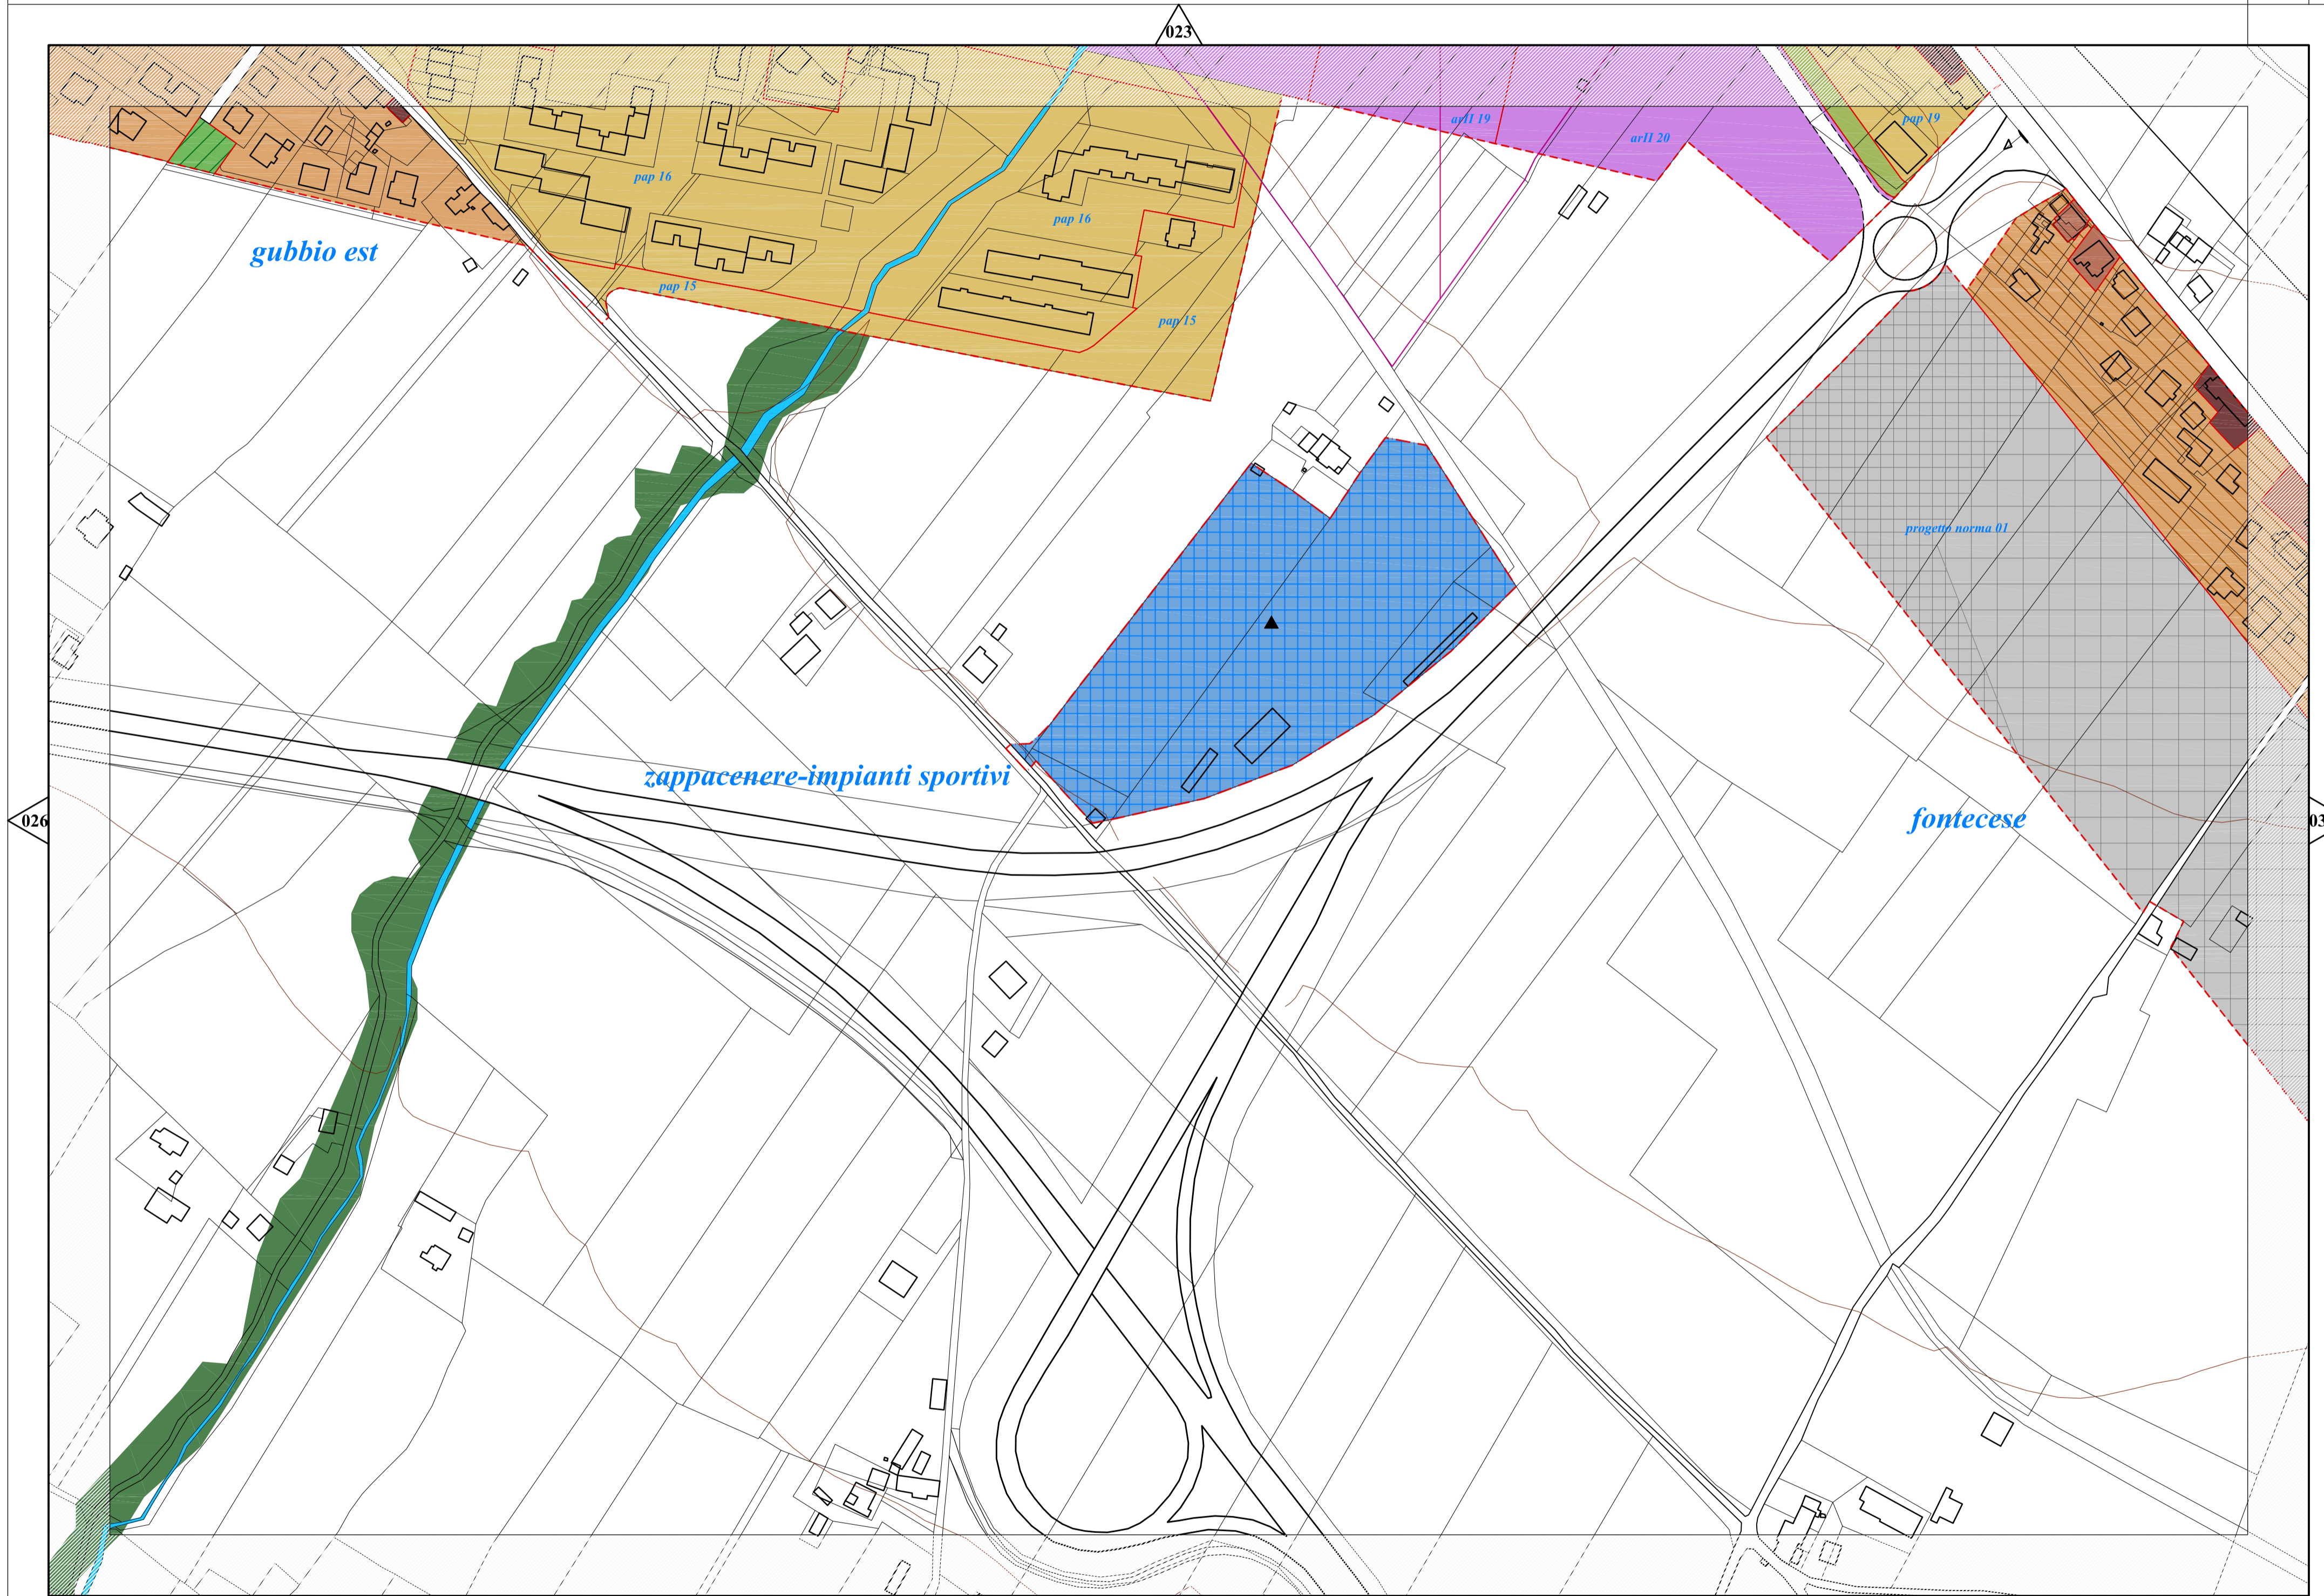 023
arII 19
pap 19
arII 20
pap 16
pap 16
gubbio est
pap 15
pap 15
progetto norma 01
zappacenere-impianti sportivi
026
fontecese
03